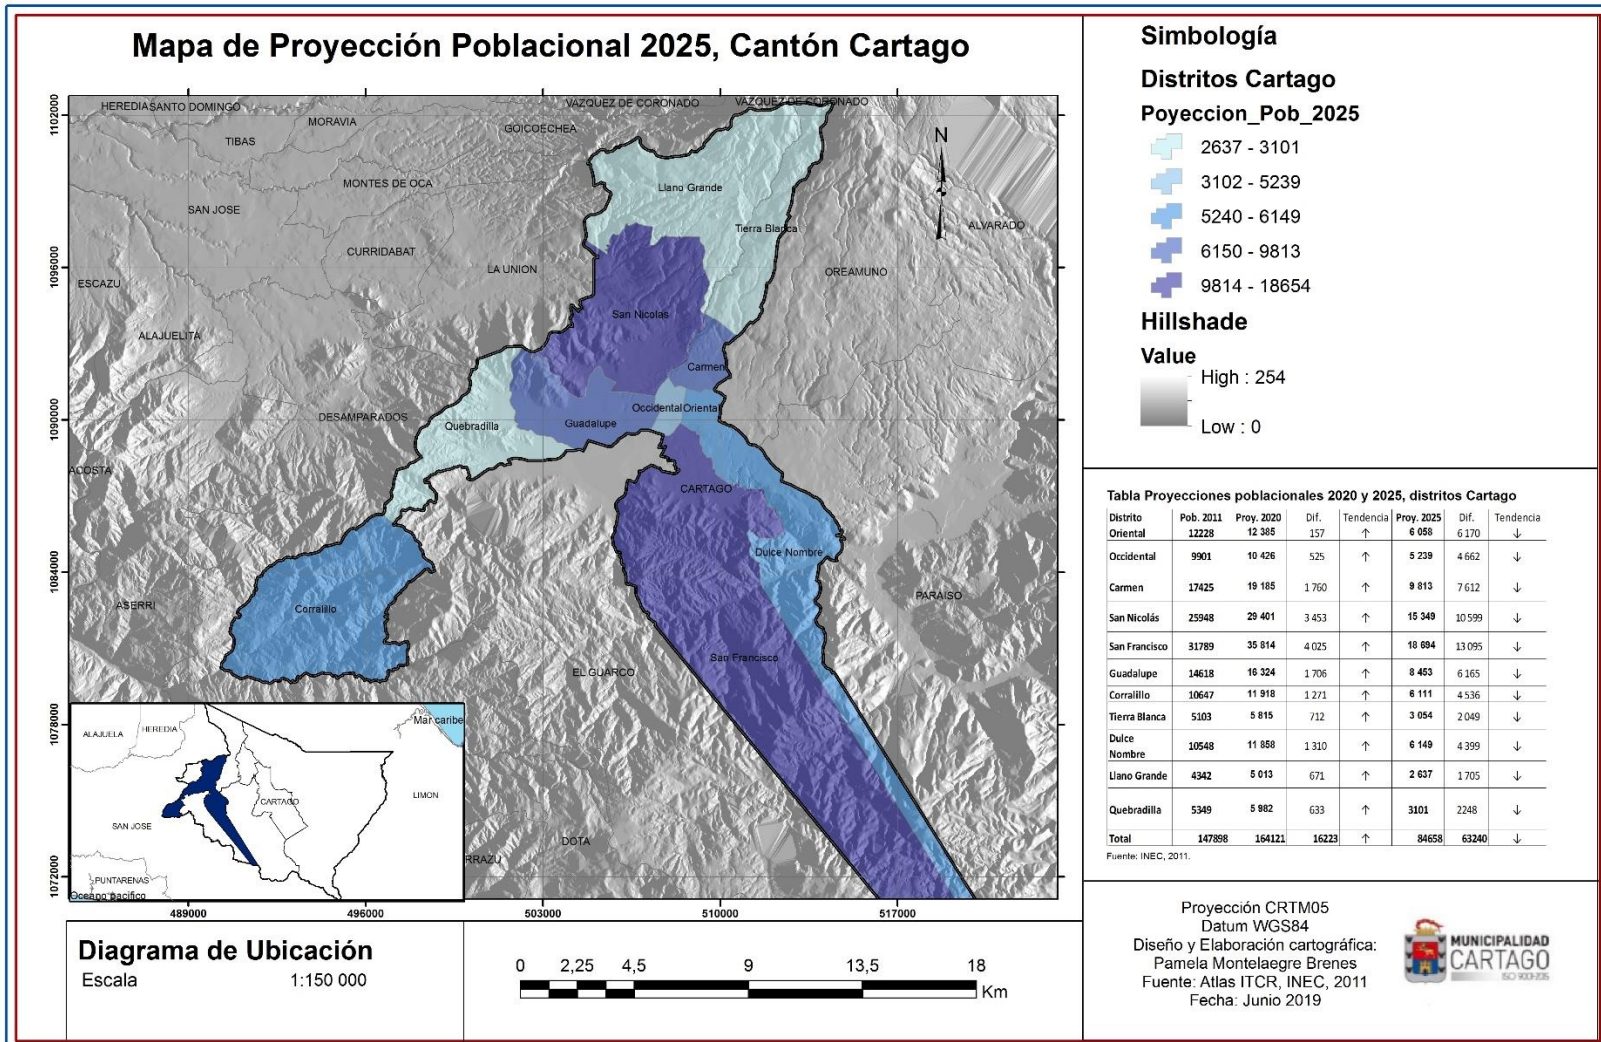 Mapa de Proyección Poblacional 2025, Cantón Cartago
HEREDIA SANTO DOMINGO
VAZQUEZ DE CORONADO
VAZQUEZ DE CORONADO
MORAVIA
GOICOECHEA
TIBAS
N
MONTES DE OCA
Llano Grande
SAN JOSE
Tierra Blanca
ALVARADO
CURRIDABAT
LA UNION
OREAMUNO
ESCAZU
San Nicolás
ALAJUELITA
Carmen
DESAMPARADOS
Occidental
Oriental
Quebradilla
Guadalupe
ACOSTA
CARTAGO
Dulce Nombre
ASERRI
Corralillo
PARAISO
San Francisco
EL GUARCO
DOTA
RRAZU
1102000
1096000
1090000
1084000
1078000
1072000
489000
496000
503000
510000
517000
Mar caribe
ALAJUELA
HEREDIA
LIMON
CARTAGO
SAN JOSE
PUNTARENAS
Oceano pacifico
Diagrama de Ubicación
Escala 1:150 000
0 2,25 4,5 9 13,5 18
Km
Simbología
Distritos Cartago
Poyeccion_Pob_2025
2637 - 3101
3102 - 5239
5240 - 6149
6150 - 9813
9814 - 18654
Hillshade
Value
High : 254
Low : 0
Tabla Proyecciones poblacionales 2020 y 2025, distritos Cartago
Distrito Pob. 2011 Proy. 2020 Dif. Tendencia Proy. 2025 Dif. Tendencia
Oriental 12228 12 385 157 ↑ 6 058 6 170 ↓
Occidental 9901 10 426 525 ↑ 5 239 4 662 ↓
Carmen 17425 19 185 1 760 ↑ 9 813 7 612 ↓
San Nicolás 25948 29 401 3 453 ↑ 15 349 10 599 ↓
San Francisco 31789 35 814 4 025 ↑ 18 694 13 095 ↓
Guadalupe 14618 16 324 1 706 ↑ 8 453 6 165 ↓
Corralillo 10647 11 918 1 271 ↑ 6 111 4 536 ↓
Tierra Blanca 5103 5 815 712 ↑ 3 054 2 049 ↓
Dulce
Nombre 10548 11 858 1 310 ↑ 6 149 4 399 ↓
Llano Grande 4342 5 013 671 ↑ 2 637 1 705 ↓
Quebradilla 5349 5 982 633 ↑ 3101 2248 ↓
Total 147898 164121 16223 ↑ 84658 63240 ↓
Fuente: INEC, 2011.
Proyección CRTM05
Datum WGS84
Diseño y Elaboración cartográfica:
Pamela Montelaegre Brenes
Fuente: Atlas ITCR, INEC, 2011
Fecha: Junio 2019
MUNICIPALIDAD
CARTAGO
ISO 9001-2015